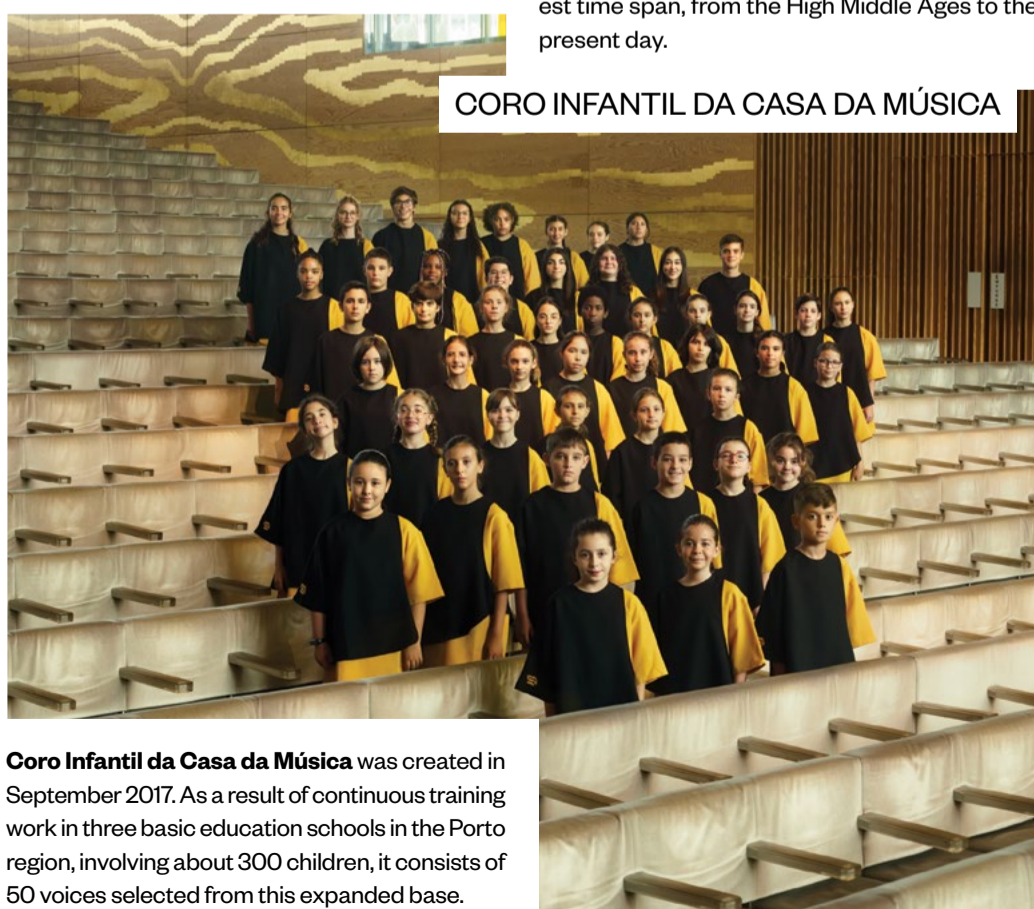 est time span, from the High Middle Ages to the
present day.
CORO INFANTIL DA CASA DA MÚSICA
Coro Infantil da Casa da Música was created in
September 2017. As a result of continuous training
work in three basic education schools in the Porto
region, involving about 300 children, it consists of
50 voices selected from this expanded base.